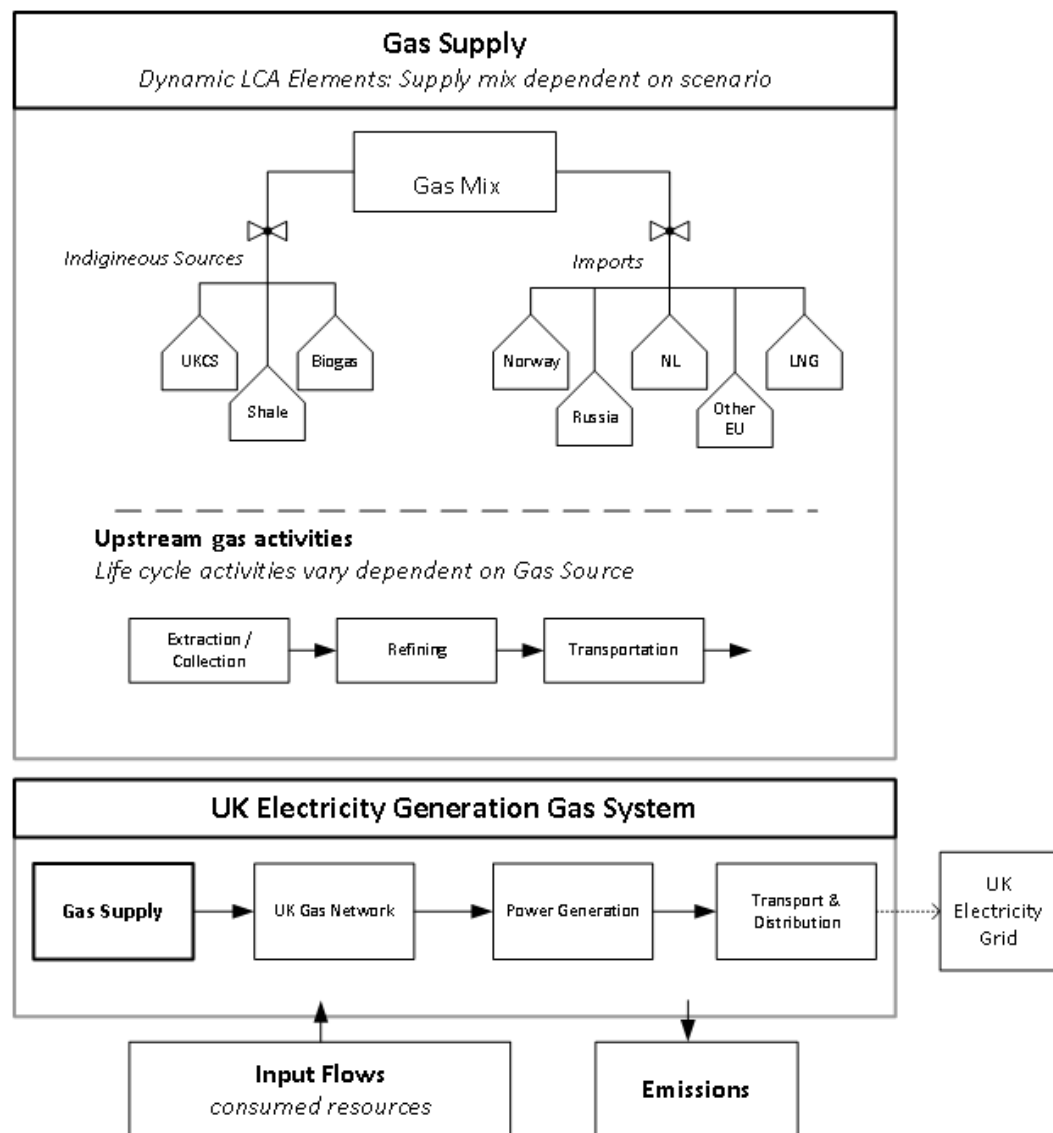 Gas Supply
Dynamic LCA Elements: Supply mix dependent on scenario
Gas Mix
Indigineous Sources
Imports
UKCS
Biogas
Norway
NL
LNG
Shale
Russia
Other
EU
Upstream gas activities
Life cycle activities vary dependent on Gas Source
Extraction /
Collection
Refining
Transportation
UK Electricity Generation Gas System
Gas Supply
UK Gas Network
Power Generation
Transport &
Distribution
UK
Electricity
Grid
Input Flows
consumed resources
Emissions